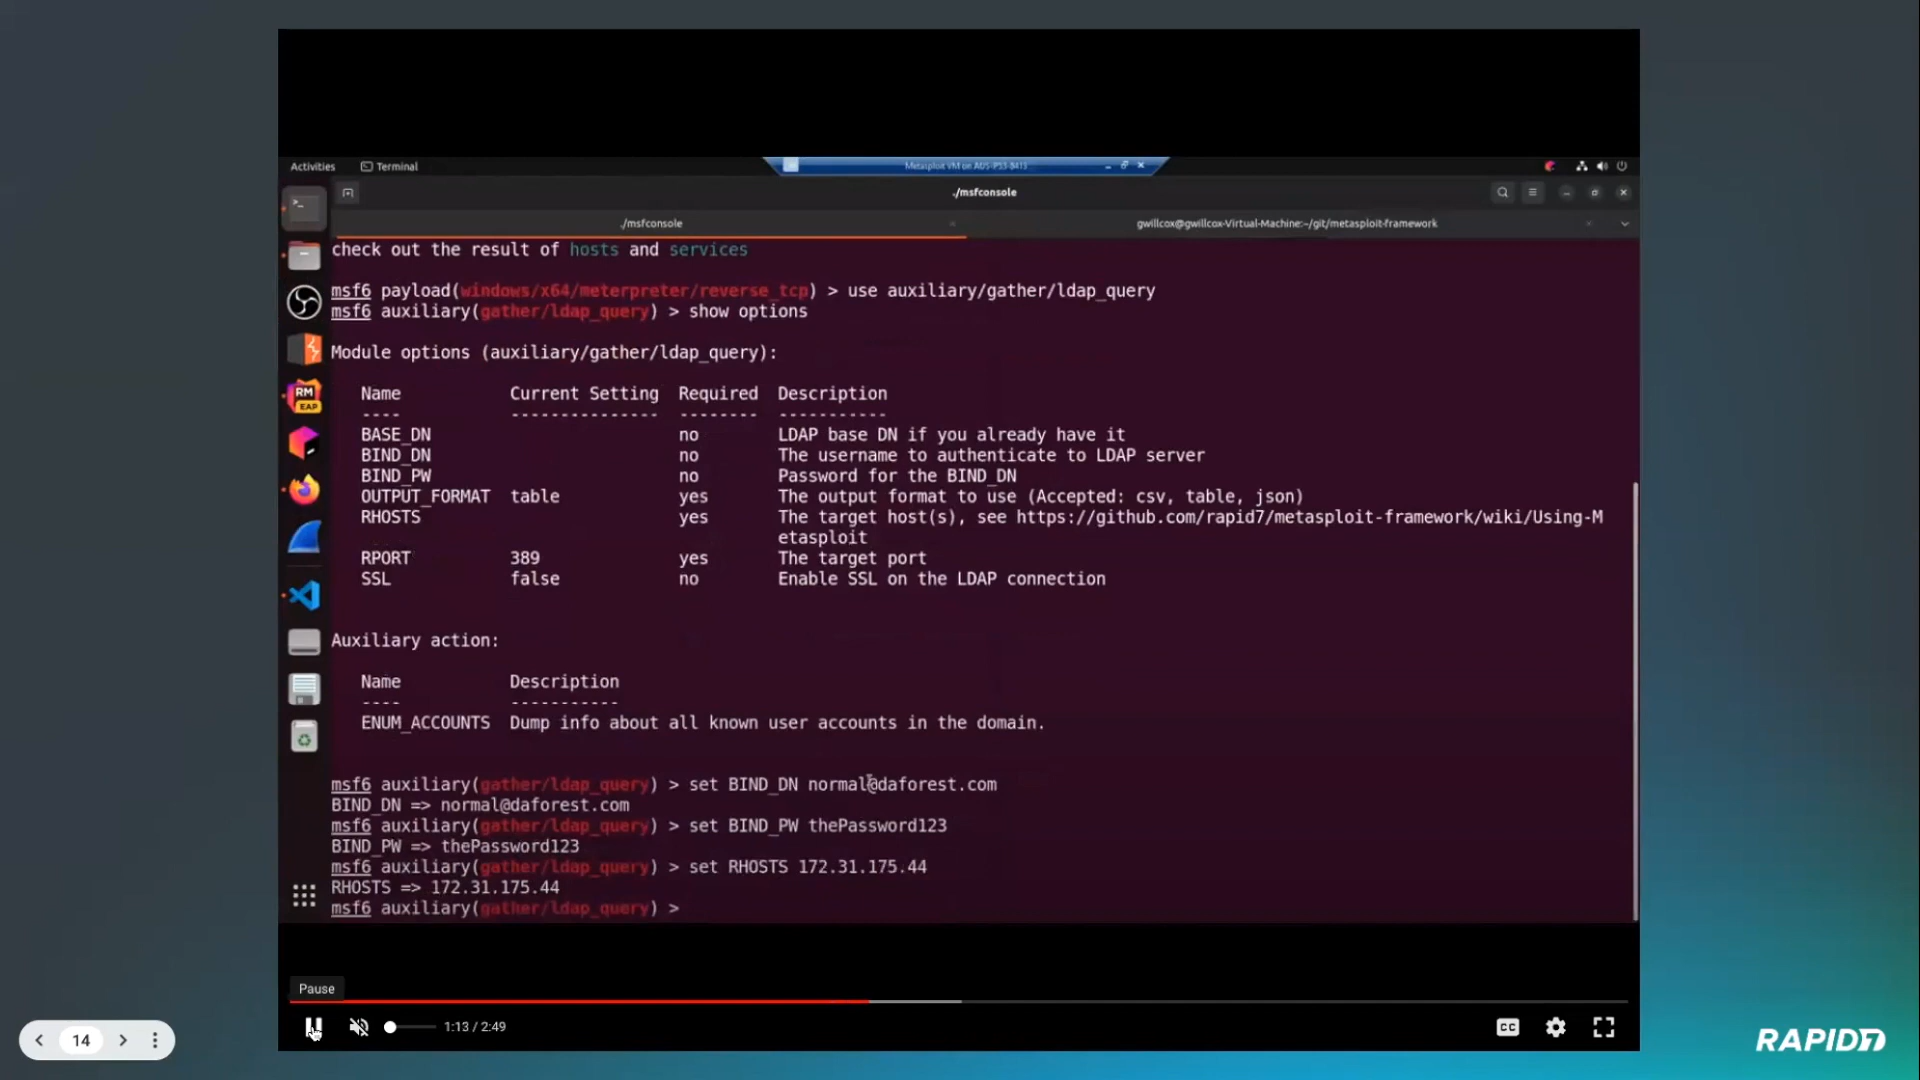 Activities
Terminal
Metasploit VM on AUS-PS3-9413
./msfconsole
./msfconsole
gwillcox@gwillcox-Virtual-Machine:~/git/metasploit-framework
check out the result of hosts and services
msf6 payload(windows/x64/meterpreter/reverse_tcp) > use auxiliary/gather/ldap_query
msf6 auxiliary(gather/ldap_query) > show options
Module options (auxiliary/gather/ldap_query):
Name Current Setting Required Description
---- --------------- -------- -----------
BASE_DN no LDAP base DN if you already have it
BIND_DN no The username to authenticate to LDAP server
BIND_PW no Password for the BIND_DN
OUTPUT_FORMAT table yes The output format to use (Accepted: csv, table, json)
RHOSTS yes The target host(s), see https://github.com/rapid7/metasploit-framework/wiki/Using-M
etasploit
RPORT 389 yes The target port
SSL false no Enable SSL on the LDAP connection
Auxiliary action:
Name Description
---- -----------
ENUM_ACCOUNTS Dump info about all known user accounts in the domain.
msf6 auxiliary(gather/ldap_query) > set BIND_DN normal@daforest.com
BIND_DN => normal@daforest.com
msf6 auxiliary(gather/ldap_query) > set BIND_PW thePassword123
BIND_PW => thePassword123
msf6 auxiliary(gather/ldap_query) > set RHOSTS 172.31.175.44
RHOSTS => 172.31.175.44
msf6 auxiliary(gather/ldap_query) >
RM
EAP
Pause
1:13 / 2:49
CC
14
RAPID7